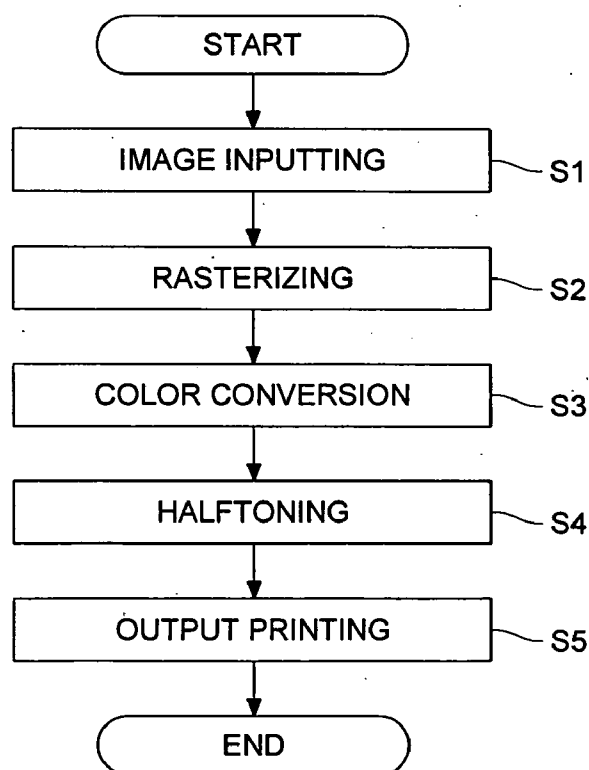 START
IMAGE INPUTTING
S1
RASTERIZING
S2
COLOR CONVERSION
S3
HALFTONING
S4
OUTPUT PRINTING
S5
END